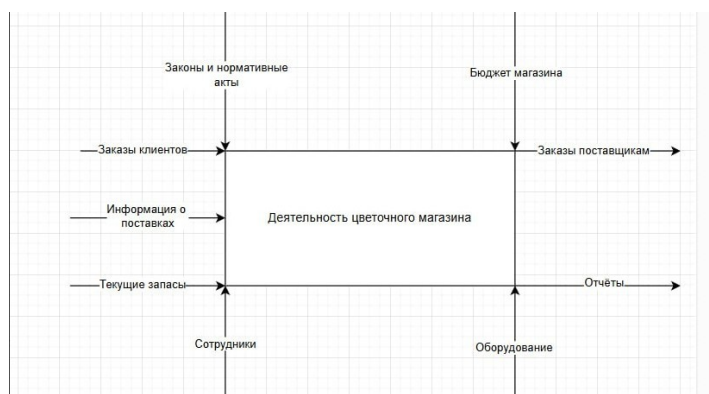 Законы и нормативные
акты
Бюджет магазина
Заказы клиентов
Заказы поставщикам
Информация о
поставках
Деятельность цветочного магазина
Текущие запасы
Отчёты
Сотрудники
Оборудование